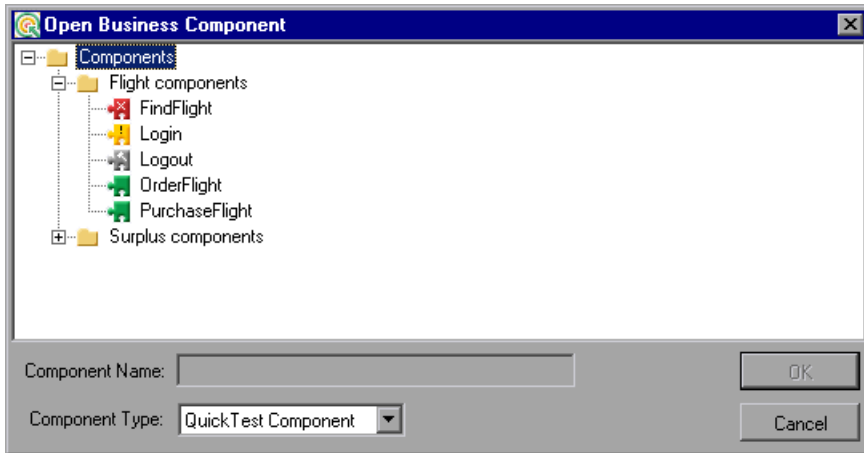 Open Business Component
Components
Flight components
FindFlight
Login
Logout
OrderFlight
PurchaseFlight
Surplus components
Component Name:
OK
Component Type: QuickTest Component
Cancel